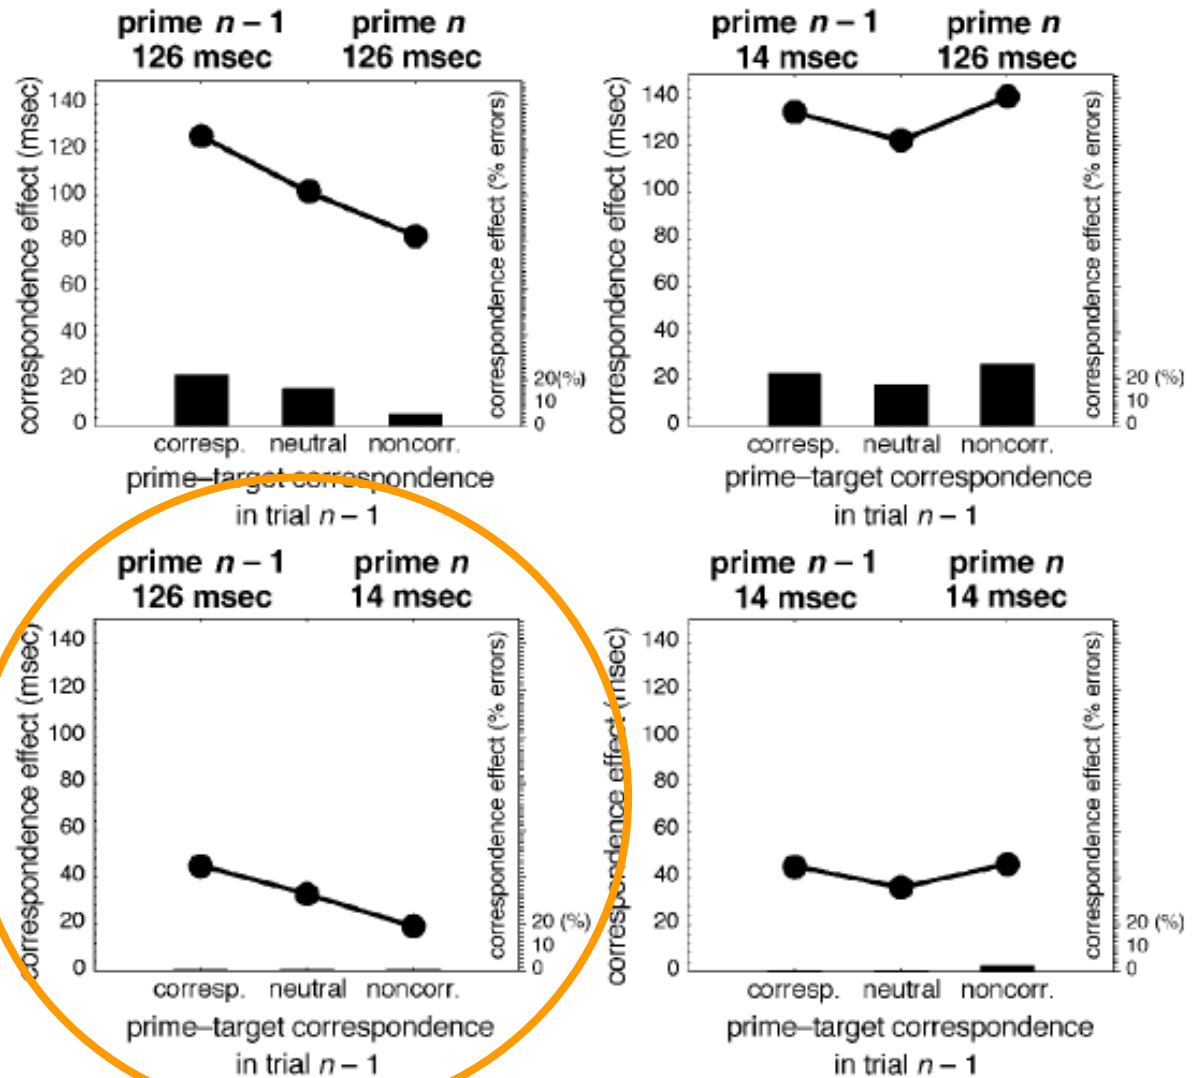 prime n – 1 prime n
126 msec 126 msec
correspondence effect (msec)
140
120
100
80
60
40
20
0
correspondence effect (% errors)
20(%)
10
0
corresp. neutral noncorr.
prime–target correspondence
in trial n – 1
prime n – 1 prime n
14 msec 126 msec
correspondence effect (msec)
140
120
100
80
60
40
20
0
correspondence effect (% errors)
20 (%)
10
0
corresp. neutral noncorr.
prime–target correspondence
in trial n – 1
prime n – 1 prime n
126 msec 14 msec
correspondence effect (msec)
140
120
100
80
60
40
20
0
correspondence effect (% errors)
20 (%)
10
0
corresp. neutral noncorr.
prime–target correspondence
in trial n – 1
prime n – 1 prime n
14 msec 14 msec
correspondence effect (msec)
140
120
100
80
60
40
20
0
correspondence effect (% errors)
20 (%)
10
0
corresp. neutral noncorr.
prime–target correspondence
in trial n – 1